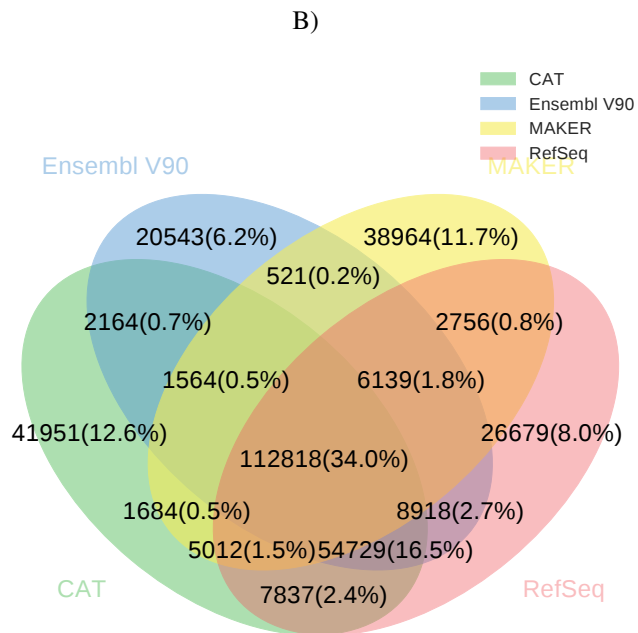 B)
CAT
Ensembl V90
MAKER
RefSeq
Ensembl V90
MAKER
20543(6.2%)
38964(11.7%)
521(0.2%)
2164(0.7%)
2756(0.8%)
1564(0.5%)
6139(1.8%)
41951(12.6%)
26679(8.0%)
112818(34.0%)
1684(0.5%)
8918(2.7%)
5012(1.5%)
54729(16.5%)
7837(2.4%)
CAT
RefSeq